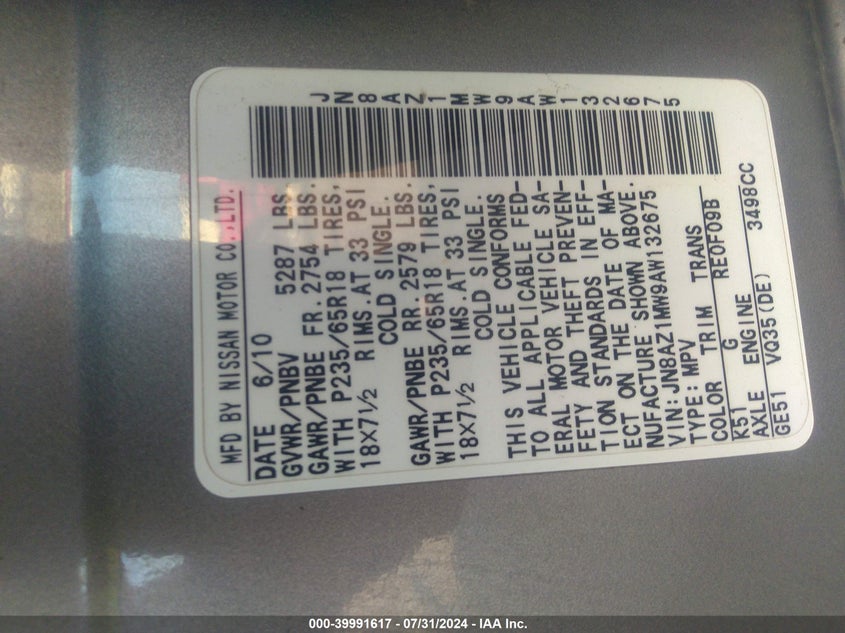 MFD BY NISSAN MOTOR CO.,LTD.
JN8AZ1MW9AW132675
DATE 6/10
GVWR/PNBV 5287 LBS
GAWR/PNBE FR. 2754 LBS.
WITH P235/65R18 TIRES,
18X7 1/2 RIMS.AT 33 PSI
COLD SINGLE.
GAWR/PNBE RR. 2579 LBS.
WITH P235/65R18 TIRES,
18X7 1/2 RIMS.AT 33 PSI
COLD SINGLE.
THIS VEHICLE CONFORMS
TO ALL APPLICABLE FED-
ERAL MOTOR VEHICLE SA-
FETY AND THEFT PREVEN-
TION STANDARDS IN EFF-
ECT ON THE DATE OF MA-
NUFACTURE SHOWN ABOVE.
VIN:JN8AZ1MW9AW132675
TYPE: MPV
COLOR TRIM TRANS
K51 G RE0F09B
AXLE ENGINE
GE51 VQ35(DE) 3498CC
000-39991617 - 07/31/2024 - IAA Inc.